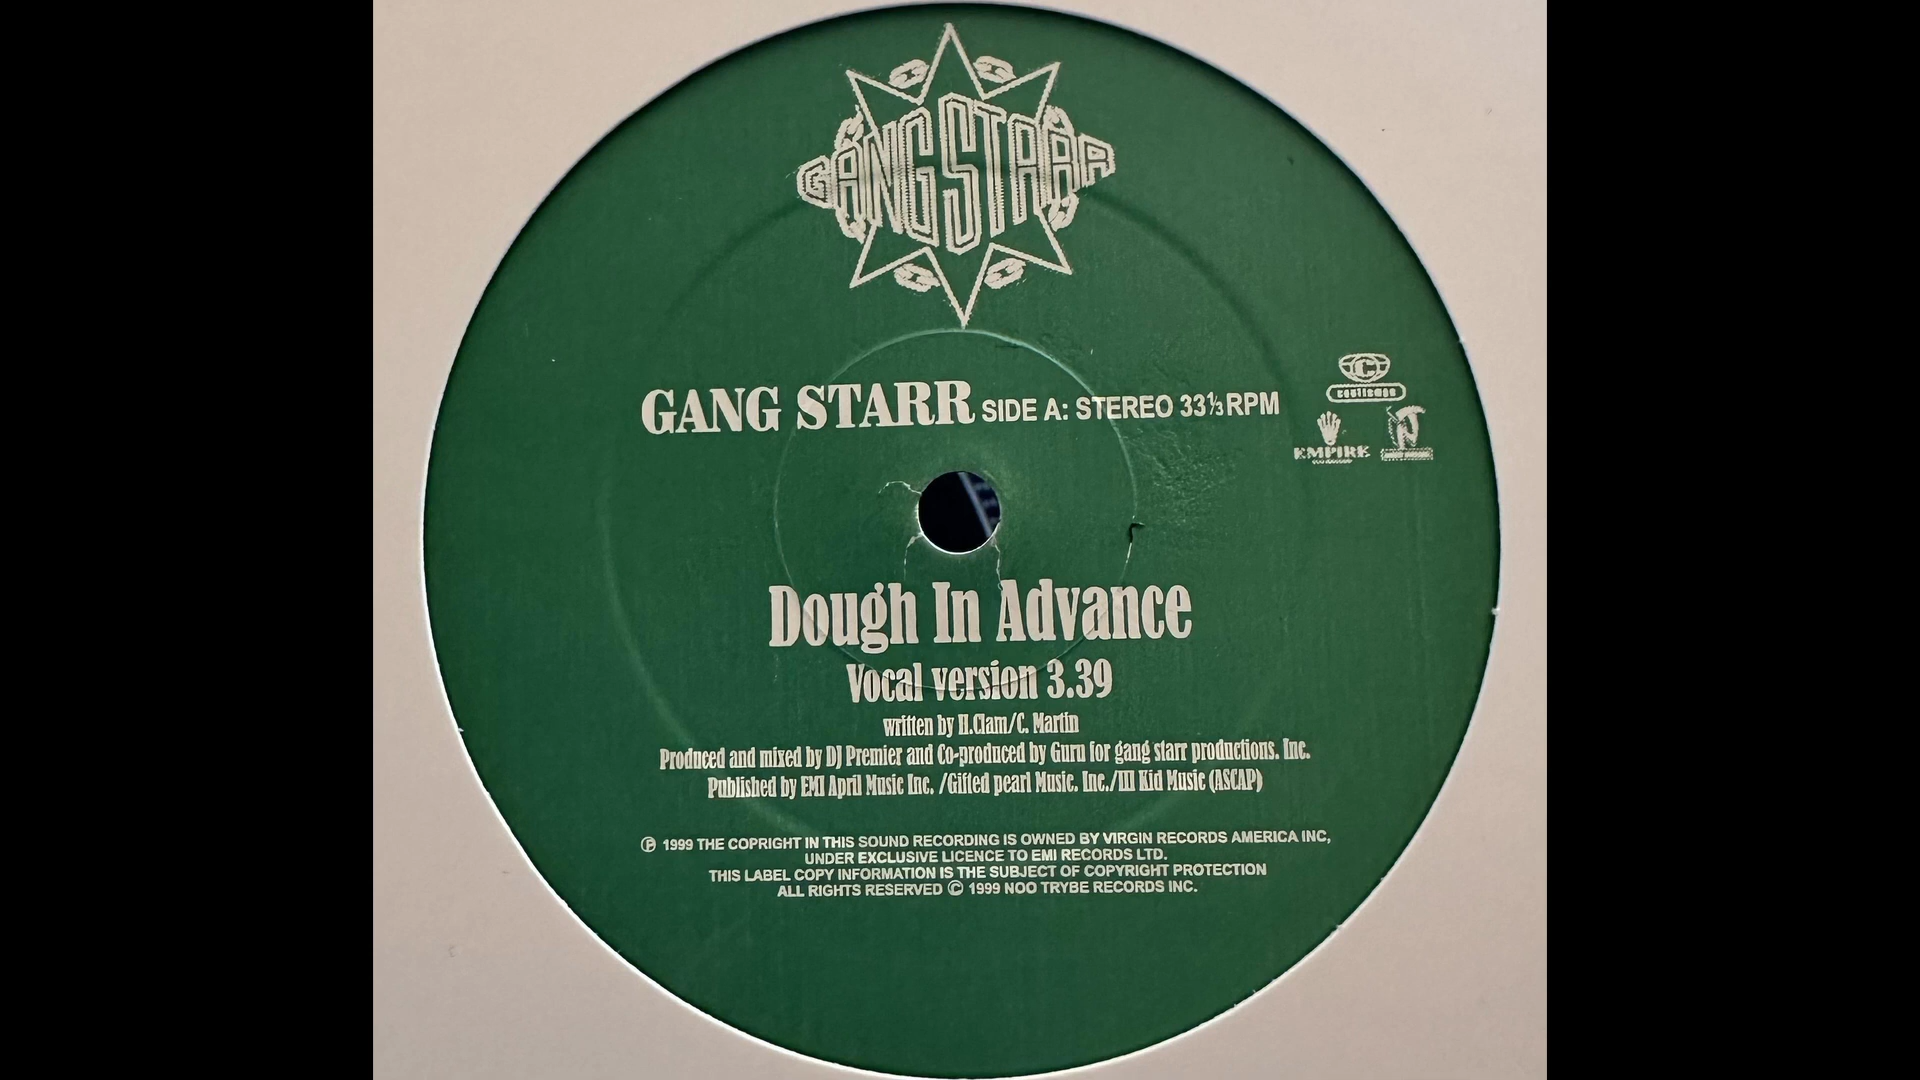 GANG STARR
GANG STARR SIDE A: STEREO 33⅓ RPM
EMPIRE
Dough In Advance
Vocal version 3.39
written by H.Clam/C. Martin
Produced and mixed by DJ Premier and Co-produced by Guru for gang starr productions. Inc.
Published by EMI April Music Inc. /Gifted pearl Music. Inc./Ill Kid Music (ASCAP)
℗ 1999 THE COPRIGHT IN THIS SOUND RECORDING IS OWNED BY VIRGIN RECORDS AMERICA INC,
UNDER EXCLUSIVE LICENCE TO EMI RECORDS LTD.
THIS LABEL COPY INFORMATION IS THE SUBJECT OF COPYRIGHT PROTECTION
ALL RIGHTS RESERVED © 1999 NOO TRYBE RECORDS INC.